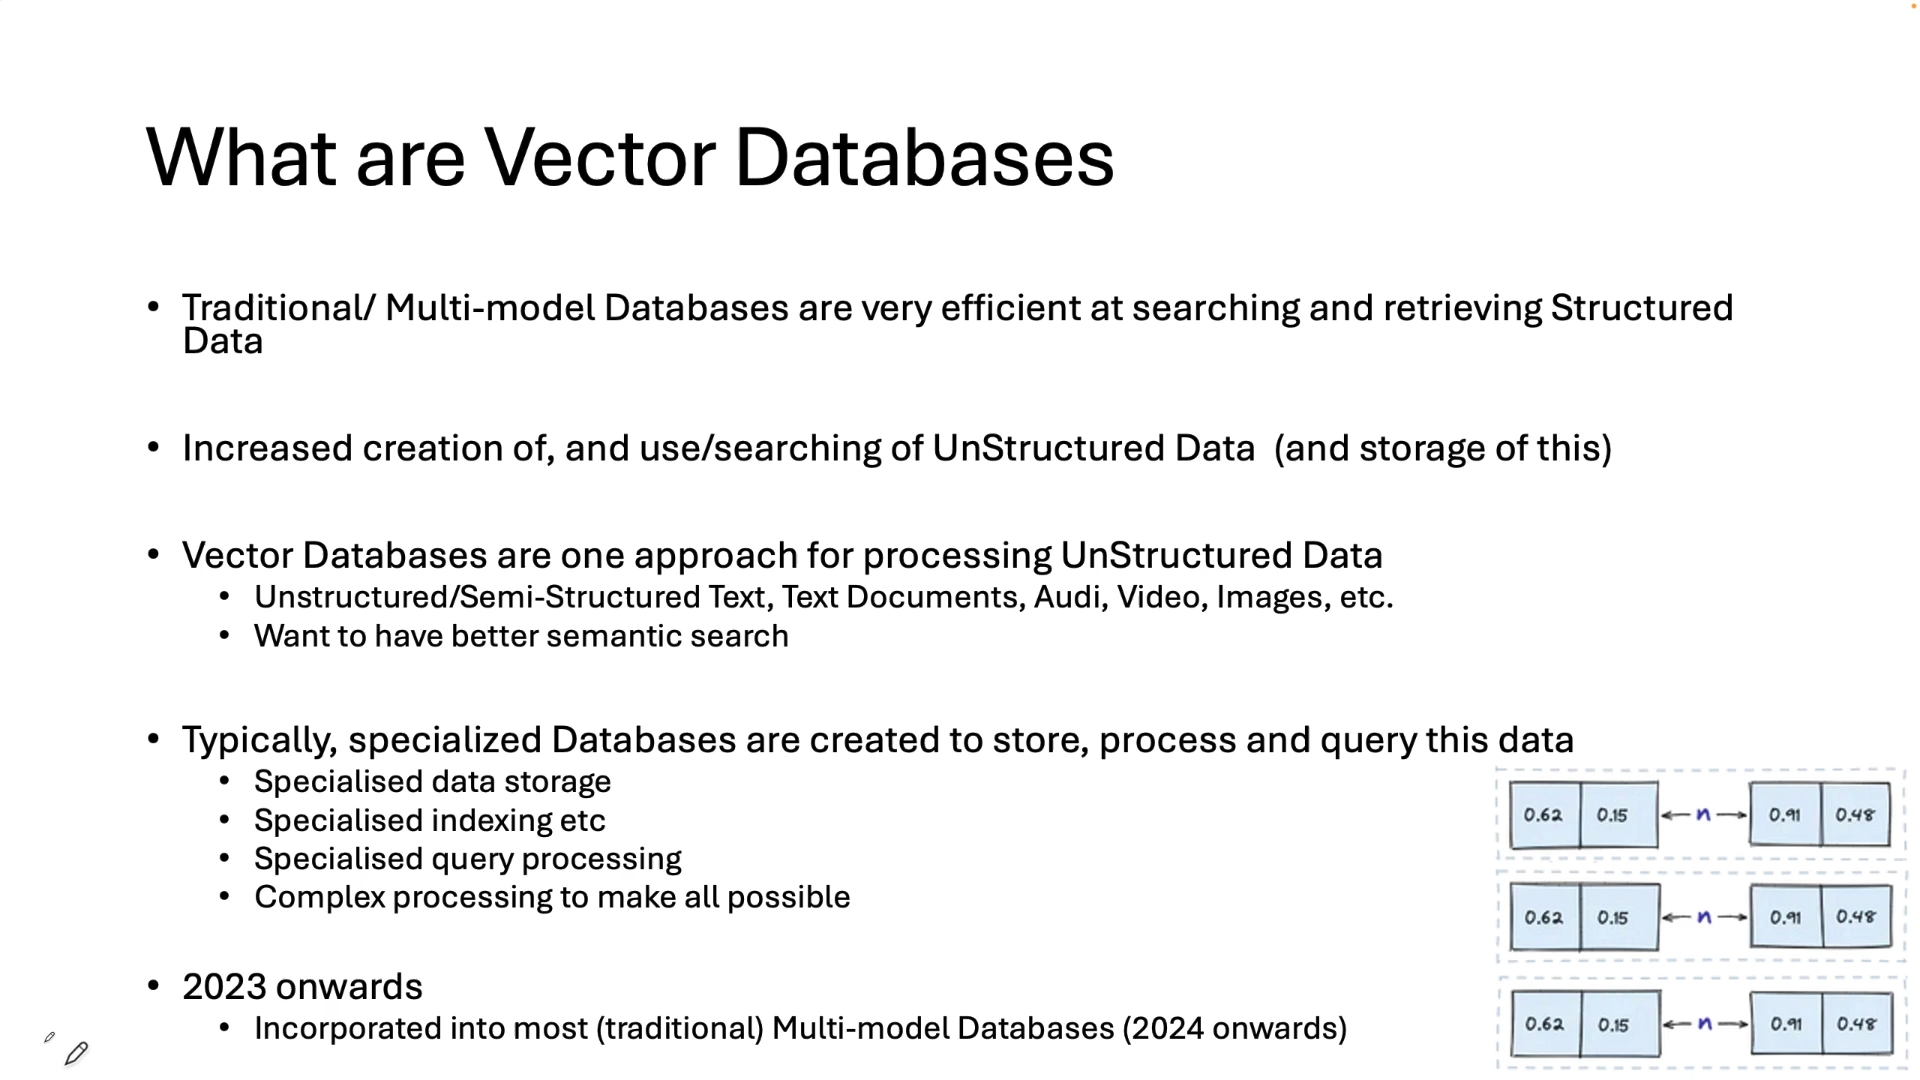 What are Vector Databases
• Traditional/ Multi-model Databases are very efficient at searching and retrieving Structured
Data
• Increased creation of, and use/searching of UnStructured Data  (and storage of this)
• Vector Databases are one approach for processing UnStructured Data
• Unstructured/Semi-Structured Text, Text Documents, Audi, Video, Images, etc.
• Want to have better semantic search
• Typically, specialized Databases are created to store, process and query this data
• Specialised data storage
• Specialised indexing etc
• Specialised query processing
• Complex processing to make all possible
• 2023 onwards
• Incorporated into most (traditional) Multi-model Databases (2024 onwards)
0.62 0.15 ← n → 0.91 0.48
0.62 0.15 ← n → 0.91 0.48
0.62 0.15 ← n → 0.91 0.48